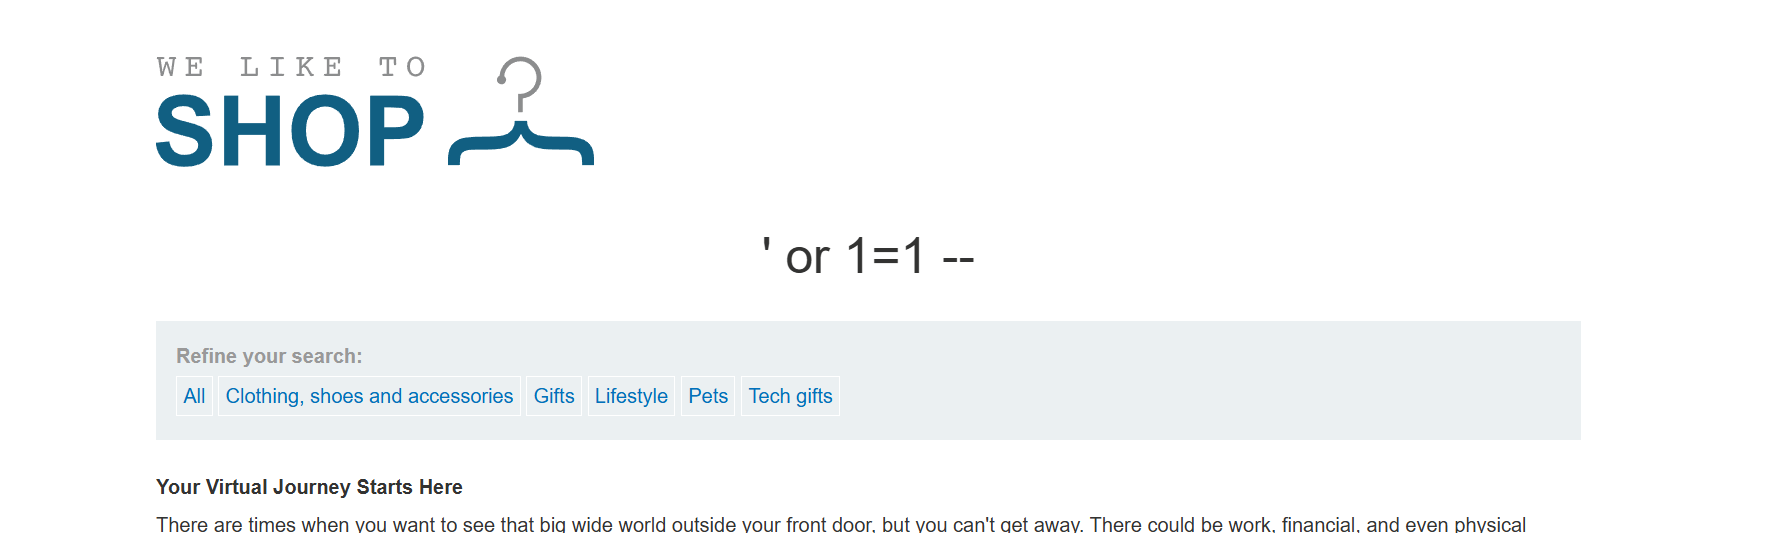 WE LIKE TO
SHOP
' or 1=1 --
Refine your search:
All Clothing, shoes and accessories Gifts Lifestyle Pets Tech gifts
Your Virtual Journey Starts Here
There are times when you want to see that big wide world outside your front door, but you can't get away. There could be work, financial, and even physical